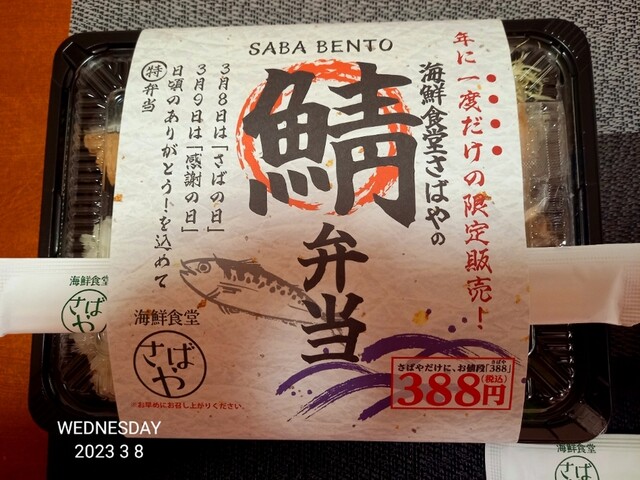 SABA BENTO
年に一度だけの限定販売!
海鮮食堂さばやの
鯖
弁当
3月8日は「さばの日」
3月9日は「感謝の日」
日頃のありがとう!を込めて
特弁当
海鮮食堂
さばや
※お早めにお召し上がりください。
さばや
さばやだけに、お値段「388」
388円(税込)
海鮮食堂
さばや
海鮮食堂
さば
WEDNESDAY
2023 3 8